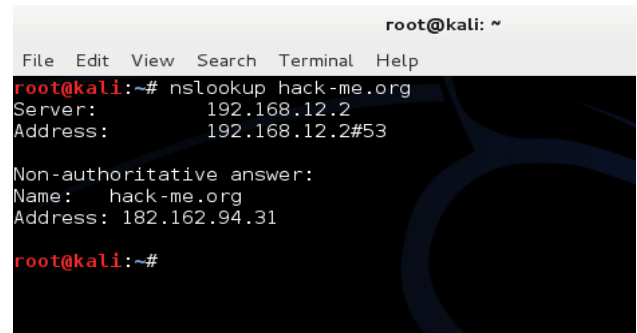 root@kali: ~
File Edit View Search Terminal Help
root@kali:~# nslookup hack-me.org
Server: 192.168.12.2
Address: 192.168.12.2#53
Non-authoritative answer:
Name: hack-me.org
Address: 182.162.94.31
root@kali:~#